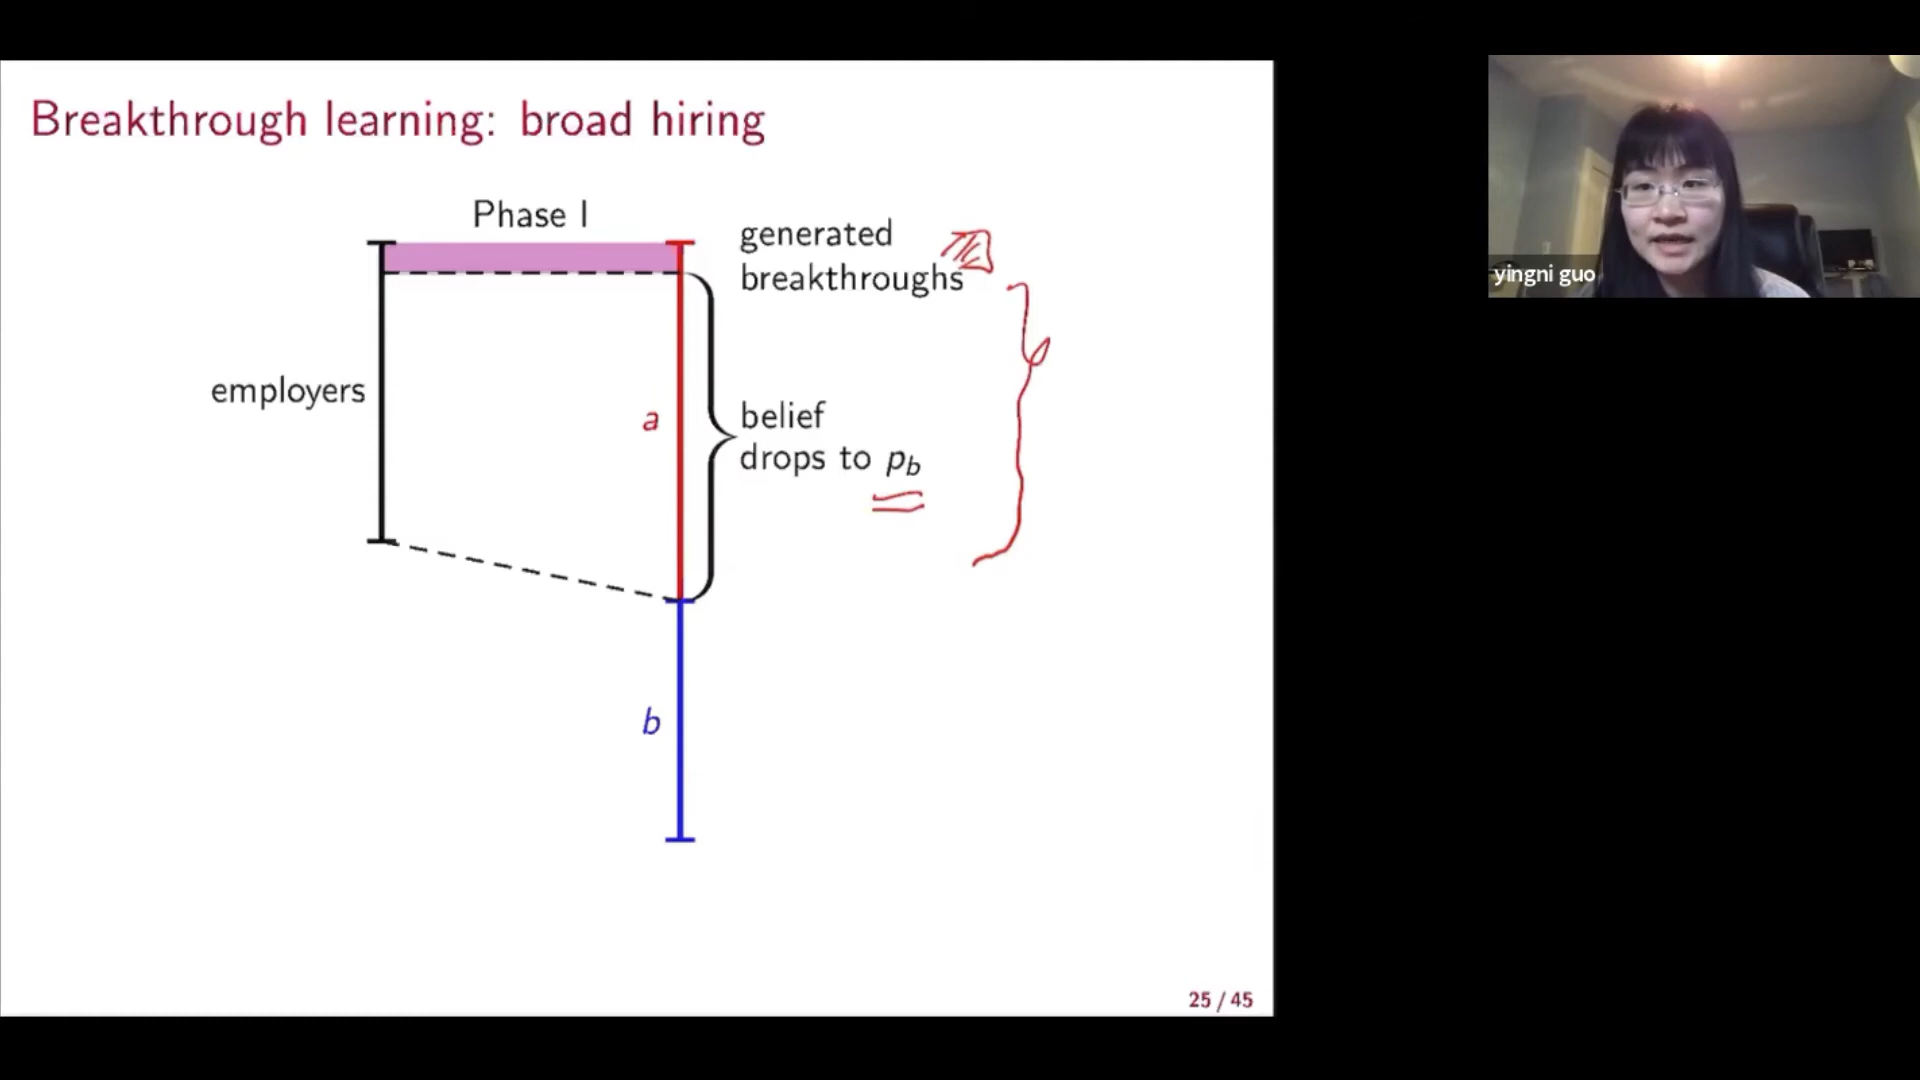 Breakthrough learning: broad hiring
Phase I
generated
breakthroughs
employers
a
belief
drops to p_b
b
25 / 45
yingni guo